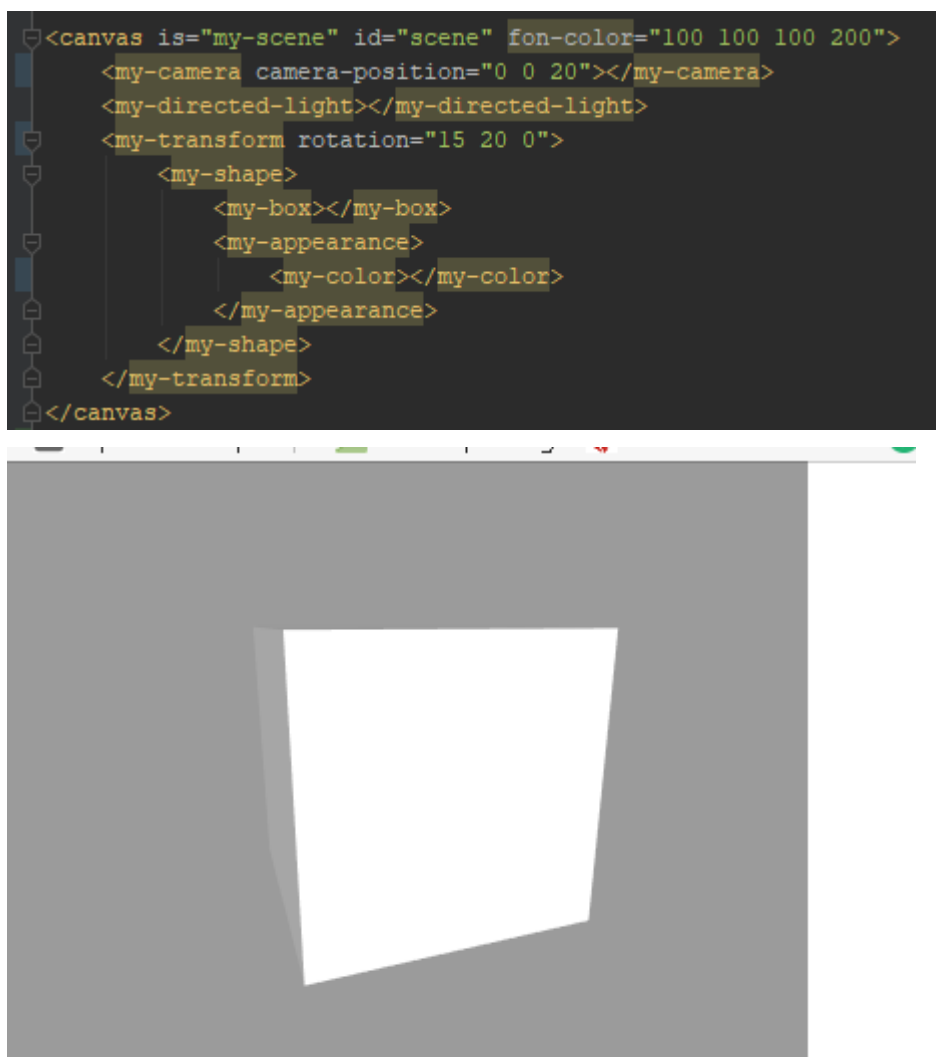 <canvas is="my-scene" id="scene" fon-color="100 100 100 200">
<my-camera camera-position="0 0 20"></my-camera>
<my-directed-light></my-directed-light>
<my-transform rotation="15 20 0">
<my-shape>
<my-box></my-box>
<my-appearance>
<my-color></my-color>
</my-appearance>
</my-shape>
</my-transform>
</canvas>